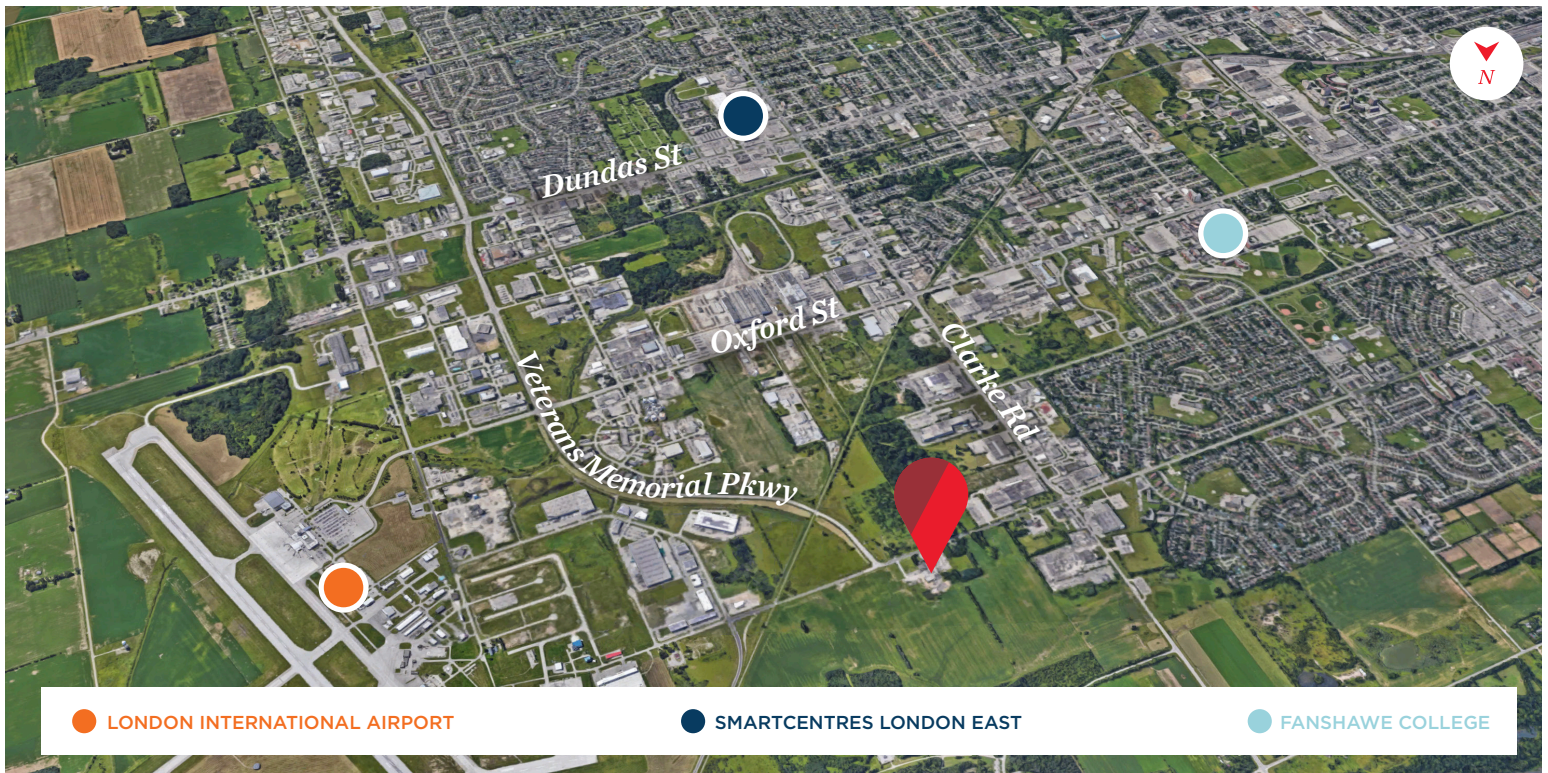 N
Dundas St
Oxford St
Clarke Rd
Veterans Memorial Pkwy
LONDON INTERNATIONAL AIRPORT
SMARTCENTRES LONDON EAST
FANSHAWE COLLEGE